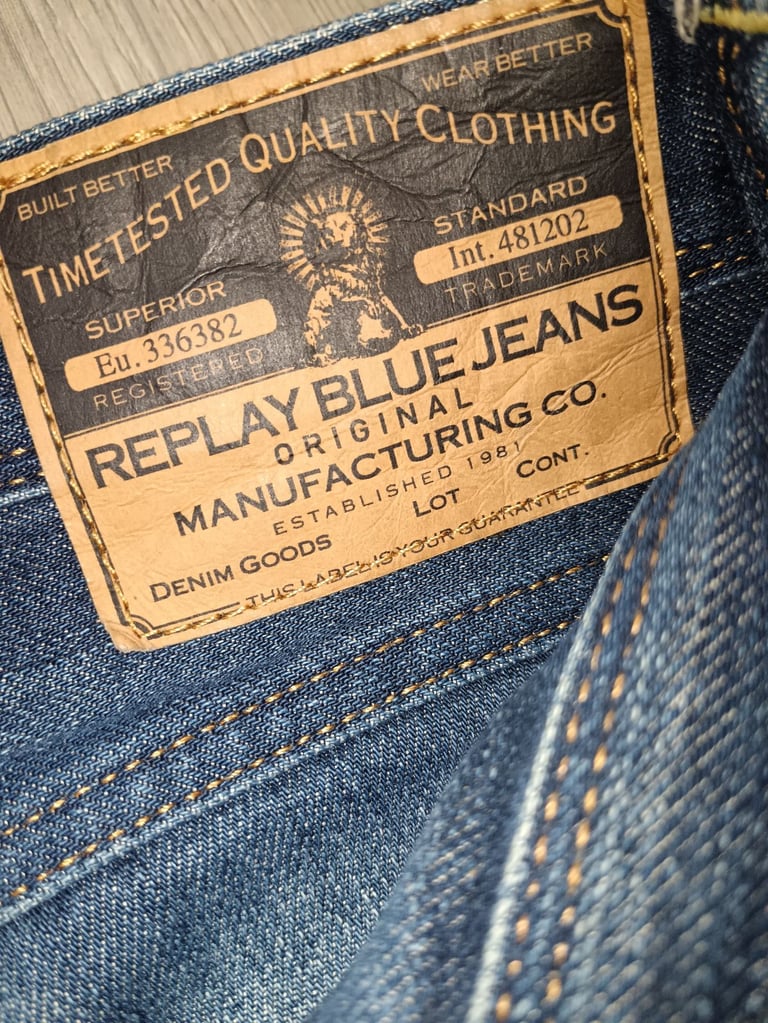 BUILT BETTER
WEAR BETTER
TIMETESTED QUALITY CLOTHING
SUPERIOR
Eu. 336382
REGISTERED
STANDARD
Int. 481202
TRADEMARK
REPLAY BLUE JEANS
ORIGINAL
MANUFACTURING CO.
ESTABLISHED 1981
DENIM GOODS LOT CONT.
THIS LABEL IS YOUR GUARANTEE